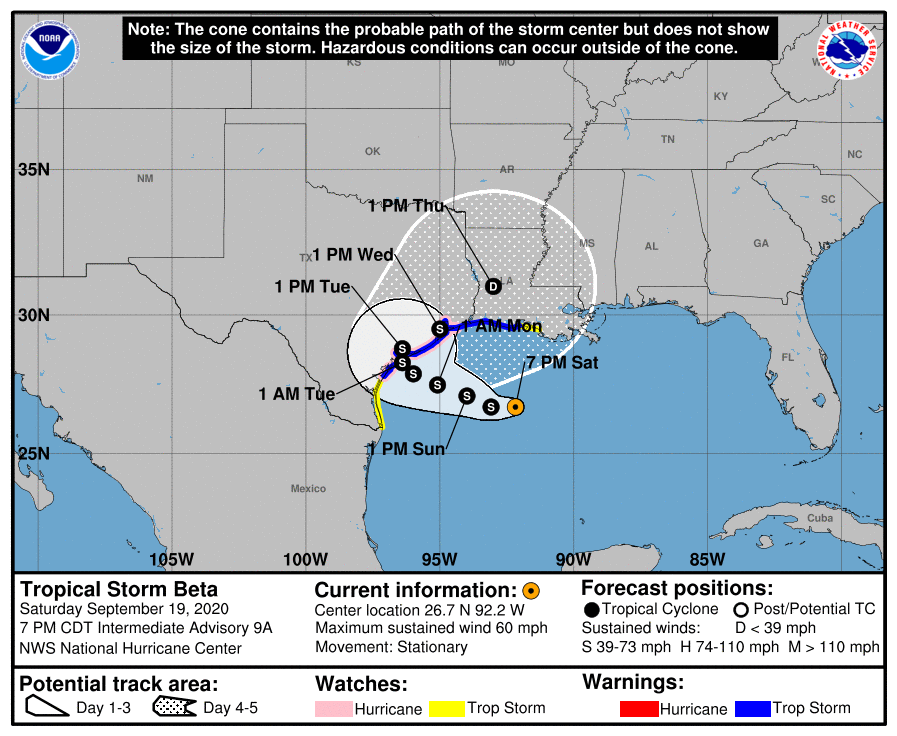 Note: The cone contains the probable path of the storm center but does not show
the size of the storm. Hazardous conditions can occur outside of the cone.
NOAA
NATIONAL WEATHER SERVICE
KS
MO
KY
OK
TN
NC
35N
NM
AR
SC
1 PM Thu
MS
AL
GA
TX
1 PM Wed
LA
1 PM Tue
D
30N
S
1 AM Mon
S
S
FL
7 PM Sat
S
S
1 AM Tue
S
S
1 PM Sun
25N
Mexico
Cuba
105W
100W
95W
90W
85W
Tropical Storm Beta
Saturday September 19, 2020
7 PM CDT Intermediate Advisory 9A
NWS National Hurricane Center
Current information:
Center location 26.7 N 92.2 W
Maximum sustained wind 60 mph
Movement: Stationary
Forecast positions:
Tropical Cyclone
Post/Potential TC
Sustained winds:
D < 39 mph
S 39-73 mph H 74-110 mph M > 110 mph
Potential track area:
Day 1-3
Day 4-5
Watches:
Hurricane
Trop Storm
Warnings:
Hurricane
Trop Storm